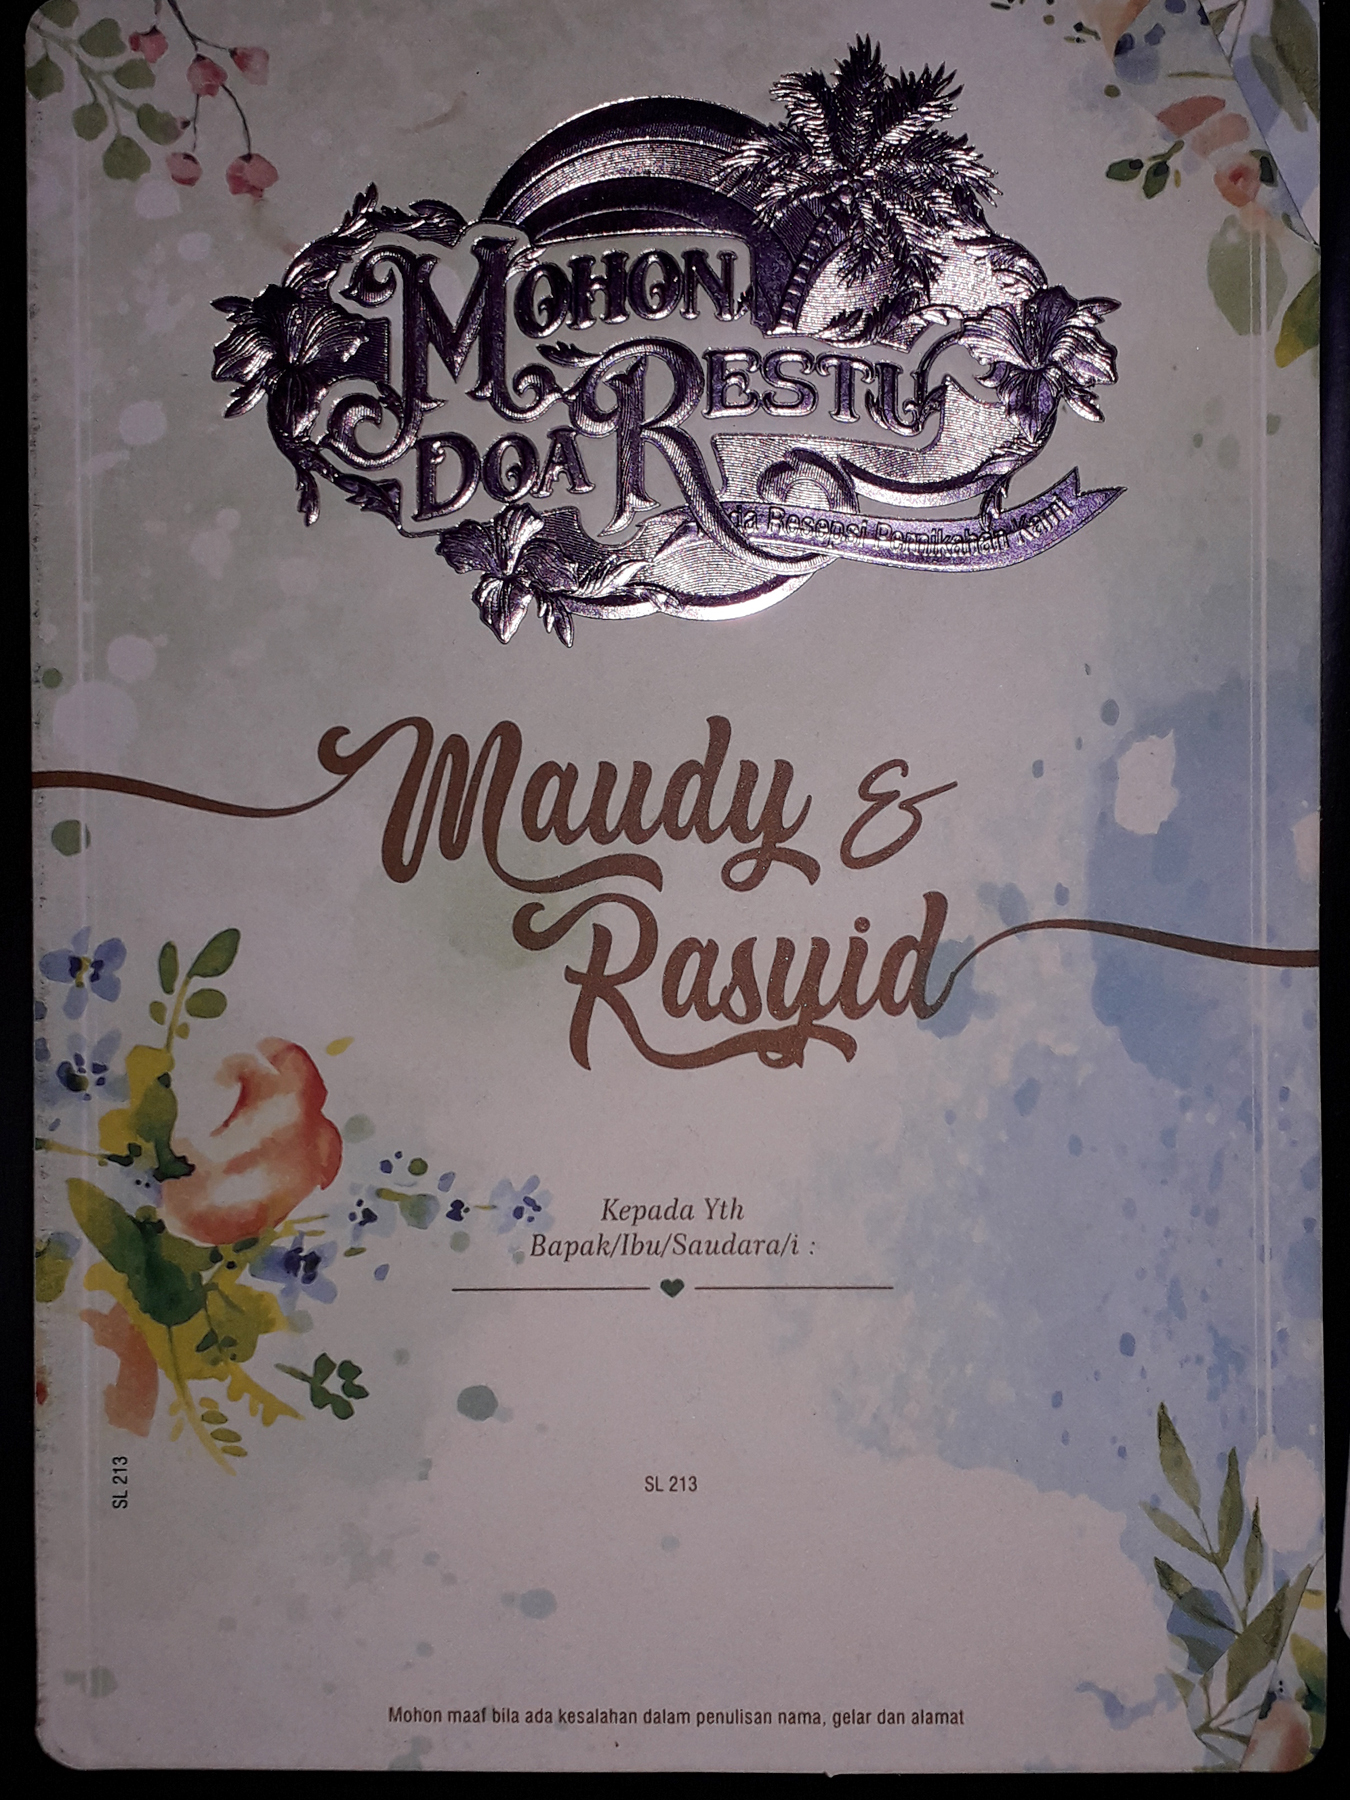 MOHON
DOA RESTU
da Resepsi Pernikahan Kami
Maudy &
Rasyid
Kepada Yth
Bapak/Ibu/Saudara/i :
SL 213
SL 213
Mohon maaf bila ada kesalahan dalam penulisan nama, gelar dan alamat